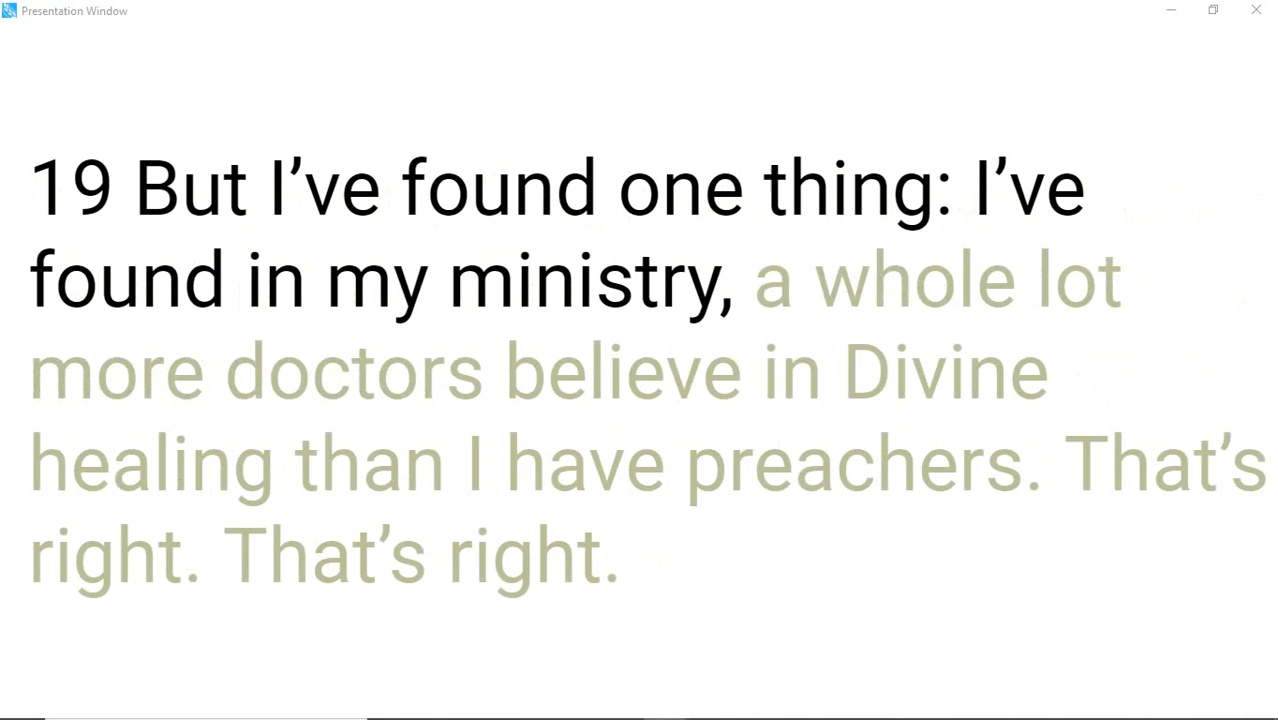 Presentation Window
19 But I’ve found one thing: I’ve
found in my ministry, a whole lot
more doctors believe in Divine
healing than I have preachers. That’s
right. That’s right.